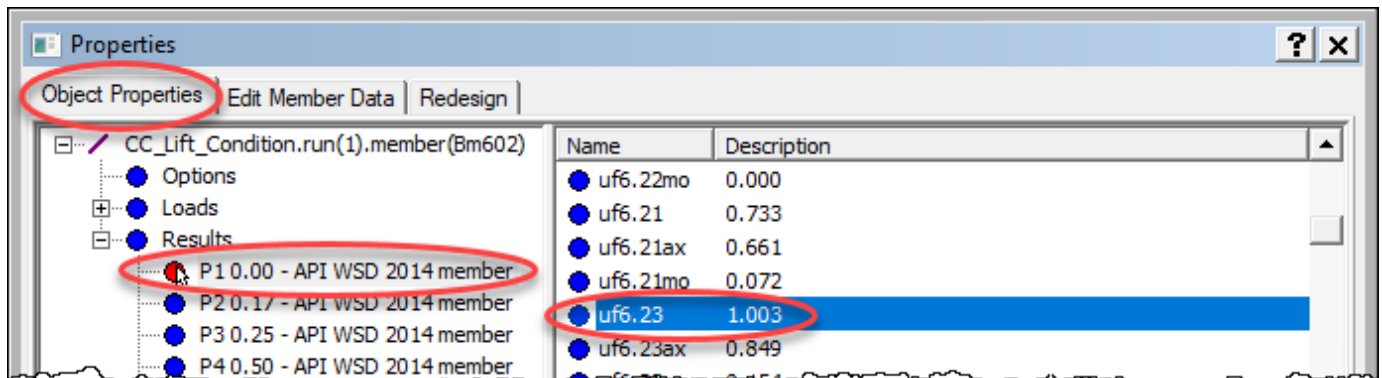 Properties
? X
Object Properties Edit Member Data Redesign
CC_Lift_Condition.run(1).member(Bm602)
Options
Loads
Results
P1 0.00 - API WSD 2014 member
P2 0.17 - API WSD 2014 member
P3 0.25 - API WSD 2014 member
P4 0.50 - API WSD 2014 member
Name Description
uf6.22mo 0.000
uf6.21 0.733
uf6.21ax 0.661
uf6.21mo 0.072
uf6.23 1.003
uf6.23ax 0.849